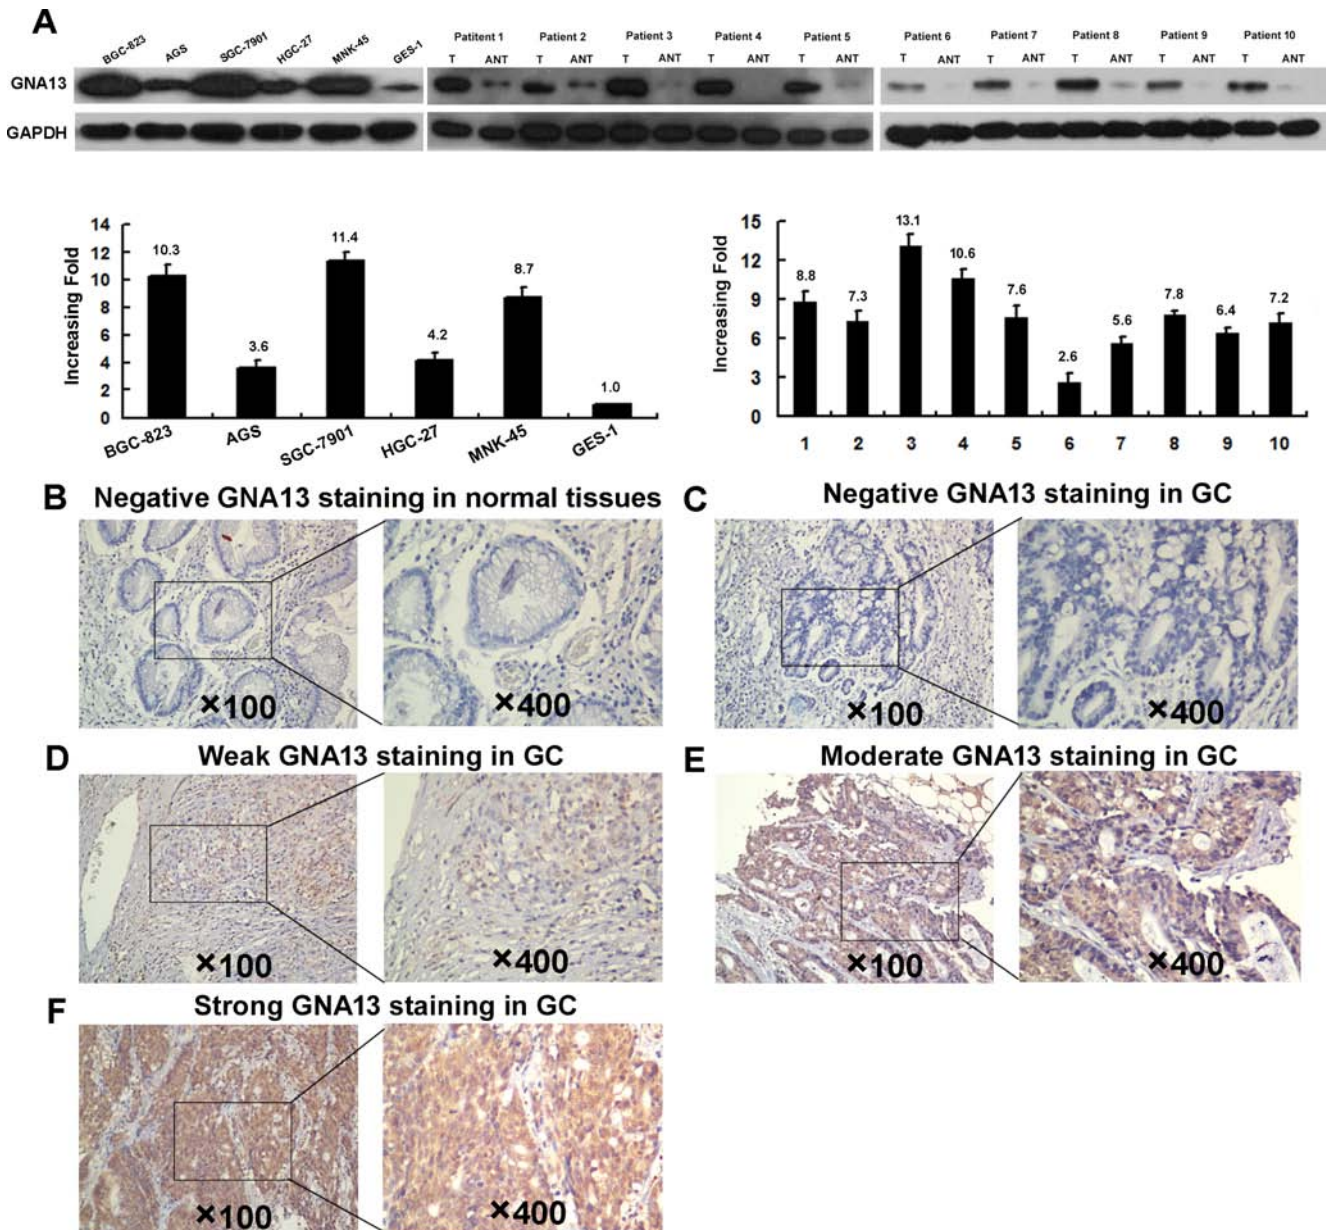 A
BGC-823 AGS SGC-7901 HGC-27 MNK-45 GES-1
Patitent 1 Patient 2 Patient 3 Patient 4 Patient 5 Patient 6 Patient 7 Patient 8 Patient 9 Patient 10
T ANT T ANT T ANT T ANT T ANT T ANT T ANT T ANT T ANT T ANT
GNA13
GAPDH
Increasing Fold
14
12
10
8
6
4
2
0
10.3
3.6
11.4
4.2
8.7
1.0
BGC-823 AGS SGC-7901 HGC-27 MNK-45 GES-1
Increasing Fold
15
12
9
6
3
0
8.8
7.3
13.1
10.6
7.6
2.6
5.6
7.8
6.4
7.2
1 2 3 4 5 6 7 8 9 10
B Negative GNA13 staining in normal tissues
×100
×400
C Negative GNA13 staining in GC
×100
×400
D Weak GNA13 staining in GC
×100
×400
E Moderate GNA13 staining in GC
×100
×400
F Strong GNA13 staining in GC
×100
×400